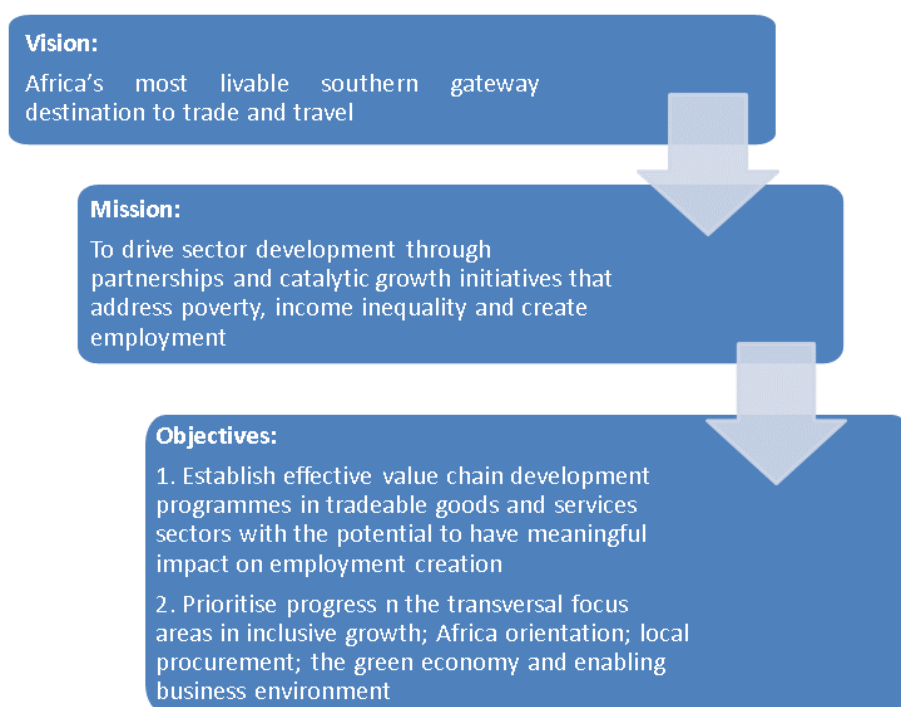 Vision:
Africa’s most livable southern gateway
destination to trade and travel
Mission:
To drive sector development through
partnerships and catalytic growth initiatives that
address poverty, income inequality and create
employment
Objectives:
1. Establish effective value chain development
programmes in tradeable goods and services
sectors with the potential to have meaningful
impact on employment creation
2. Prioritise progress n the transversal focus
areas in inclusive growth; Africa orientation; local
procurement; the green economy and enabling
business environment